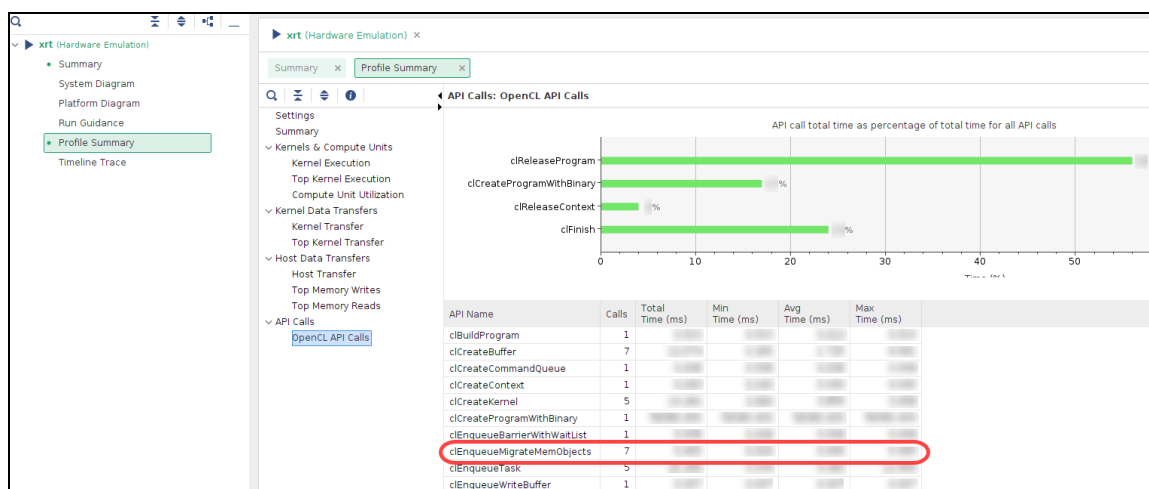 xrt (Hardware Emulation)
Summary
System Diagram
Platform Diagram
Run Guidance
Profile Summary
Timeline Trace
xrt (Hardware Emulation) ×
Summary ×
Profile Summary ×
Settings
Summary
Kernels & Compute Units
Kernel Execution
Top Kernel Execution
Compute Unit Utilization
Kernel Data Transfers
Kernel Transfer
Top Kernel Transfer
Host Data Transfers
Host Transfer
Top Memory Writes
Top Memory Reads
API Calls
OpenCL API Calls
API Calls: OpenCL API Calls
API call total time as percentage of total time for all API calls
clReleaseProgram
clCreateProgramWithBinary %
clReleaseContext %
clFinish %
0 10 20 30 40 50
Time (%)
API Name Calls Total Time (ms) Min Time (ms) Avg Time (ms) Max Time (ms)
clBuildProgram 1
clCreateBuffer 7
clCreateCommandQueue 1
clCreateContext 1
clCreateKernel 5
clCreateProgramWithBinary 1
clEnqueueBarrierWithWaitList 1
clEnqueueMigrateMemObjects 7
clEnqueueTask 5
clEnqueueWriteBuffer 1